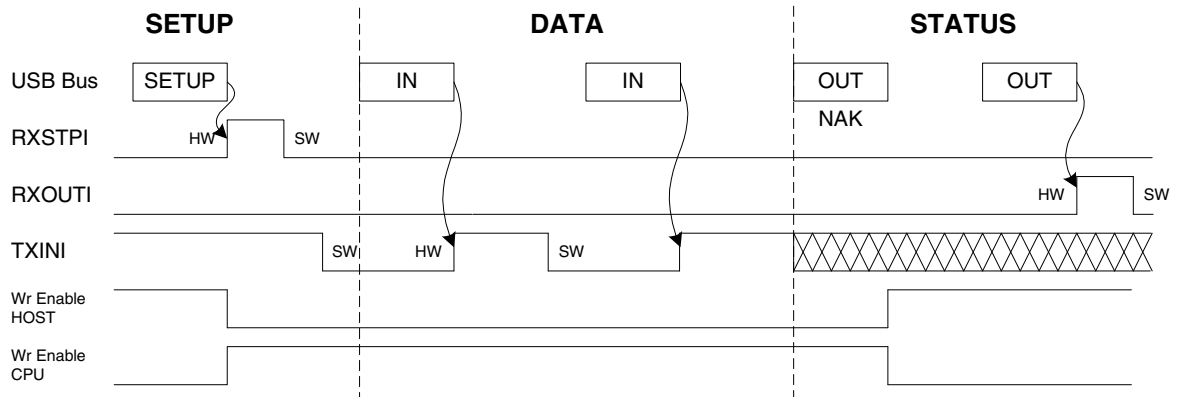 SETUP DATA STATUS
USB Bus SETUP IN IN OUT OUT
NAK
RXSTPI HW SW
RXOUTI HW SW
TXINI SW HW SW
Wr Enable
HOST
Wr Enable
CPU